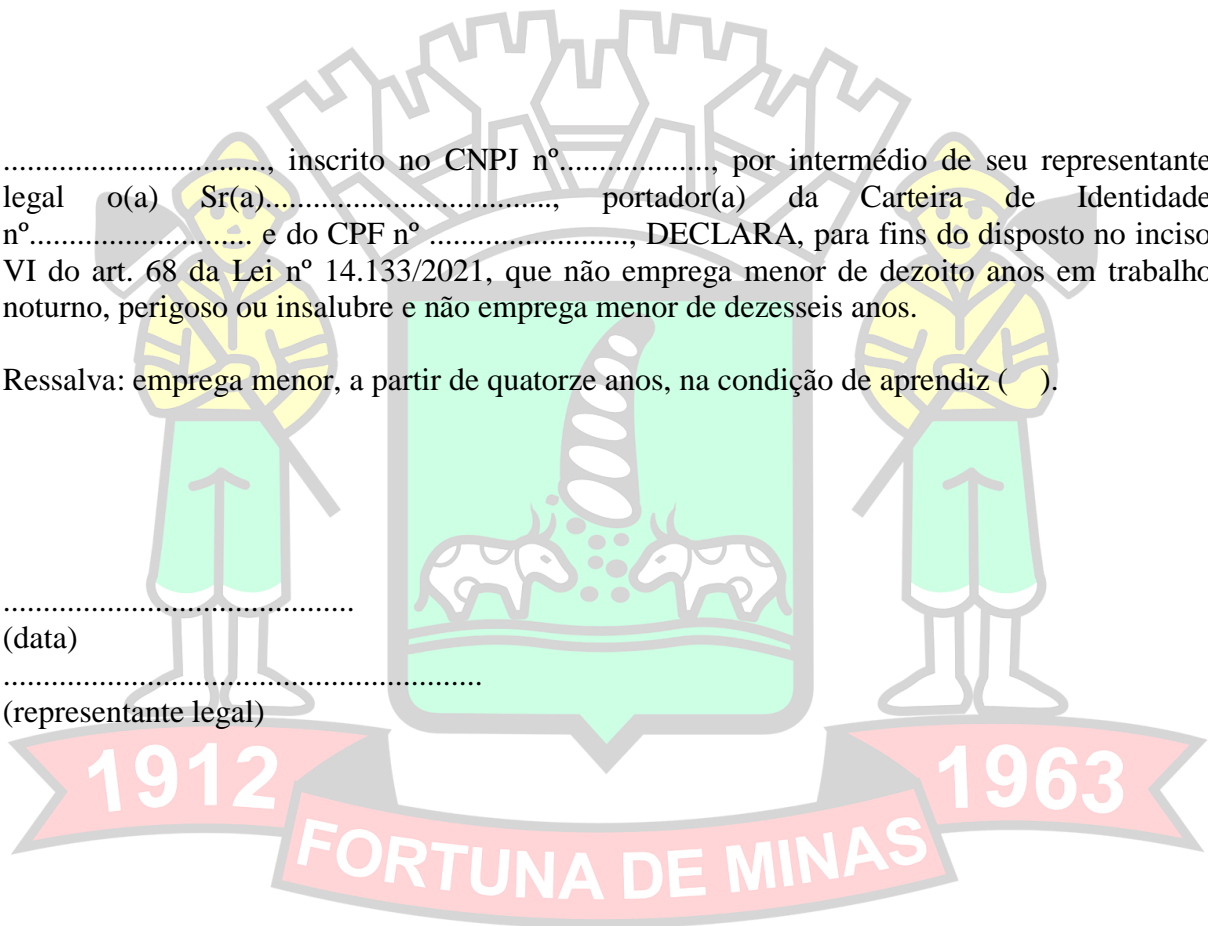 ................................., inscrito no CNPJ nº..................., por intermédio de seu representante
legal o(a) Sr(a)..................................., portador(a) da Carteira de Identidade
nº............................ e do CPF nº ........................., DECLARA, para fins do disposto no inciso
VI do art. 68 da Lei nº 14.133/2021, que não emprega menor de dezoito anos em trabalho
noturno, perigoso ou insalubre e não emprega menor de dezesseis anos.
Ressalva: emprega menor, a partir de quatorze anos, na condição de aprendiz ( ).
............................................
(data)
............................................................
(representante legal)
1912
FORTUNA DE MINAS
1963